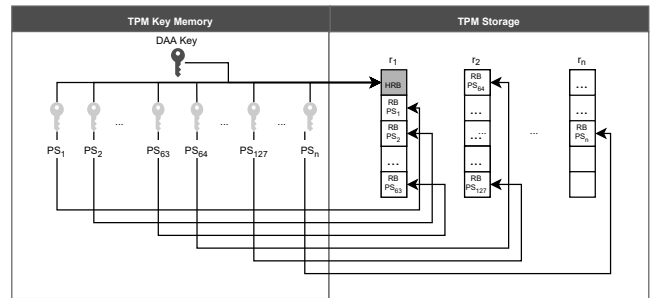 TPM Key Memory
TPM Storage
DAA Key
r1
r2
rn
HRB
RB
PS64
...
RB
PS1
...
...
RB
PS2
...
...
...
RB
PSn
...
...
...
PS1
PS2
PS63
PS64
PS127
PSn
...
RB
PS63
RB
PS127